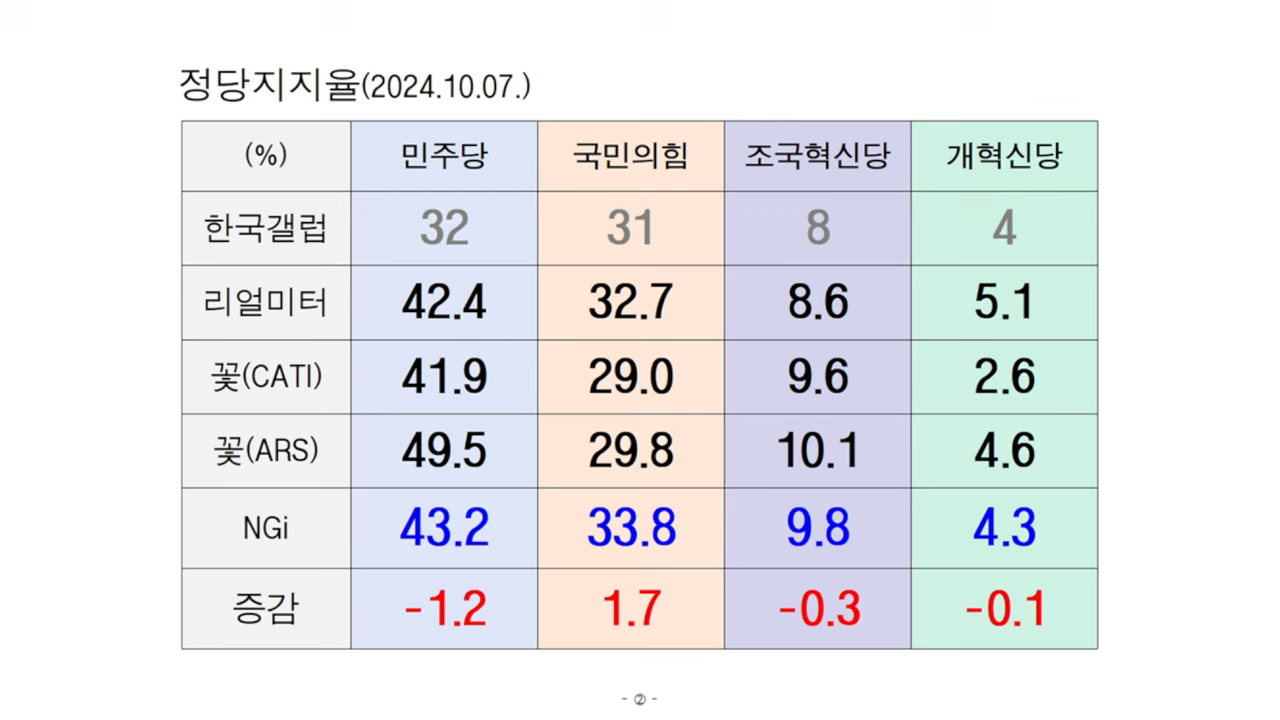 정당지지율(2024.10.07.)
(%) 민주당 국민의힘 조국혁신당 개혁신당
한국갤럽 32 31 8 4
리얼미터 42.4 32.7 8.6 5.1
꽃(CATI) 41.9 29.0 9.6 2.6
꽃(ARS) 49.5 29.8 10.1 4.6
NGi 43.2 33.8 9.8 4.3
증감 -1.2 1.7 -0.3 -0.1
- ② -